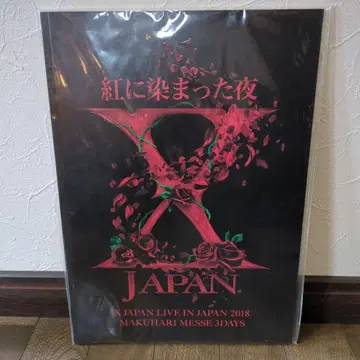 紅に染まった夜
X
JAPAN
X JAPAN LIVE IN JAPAN 2018
MAKUHARI MESSE 3DAYS